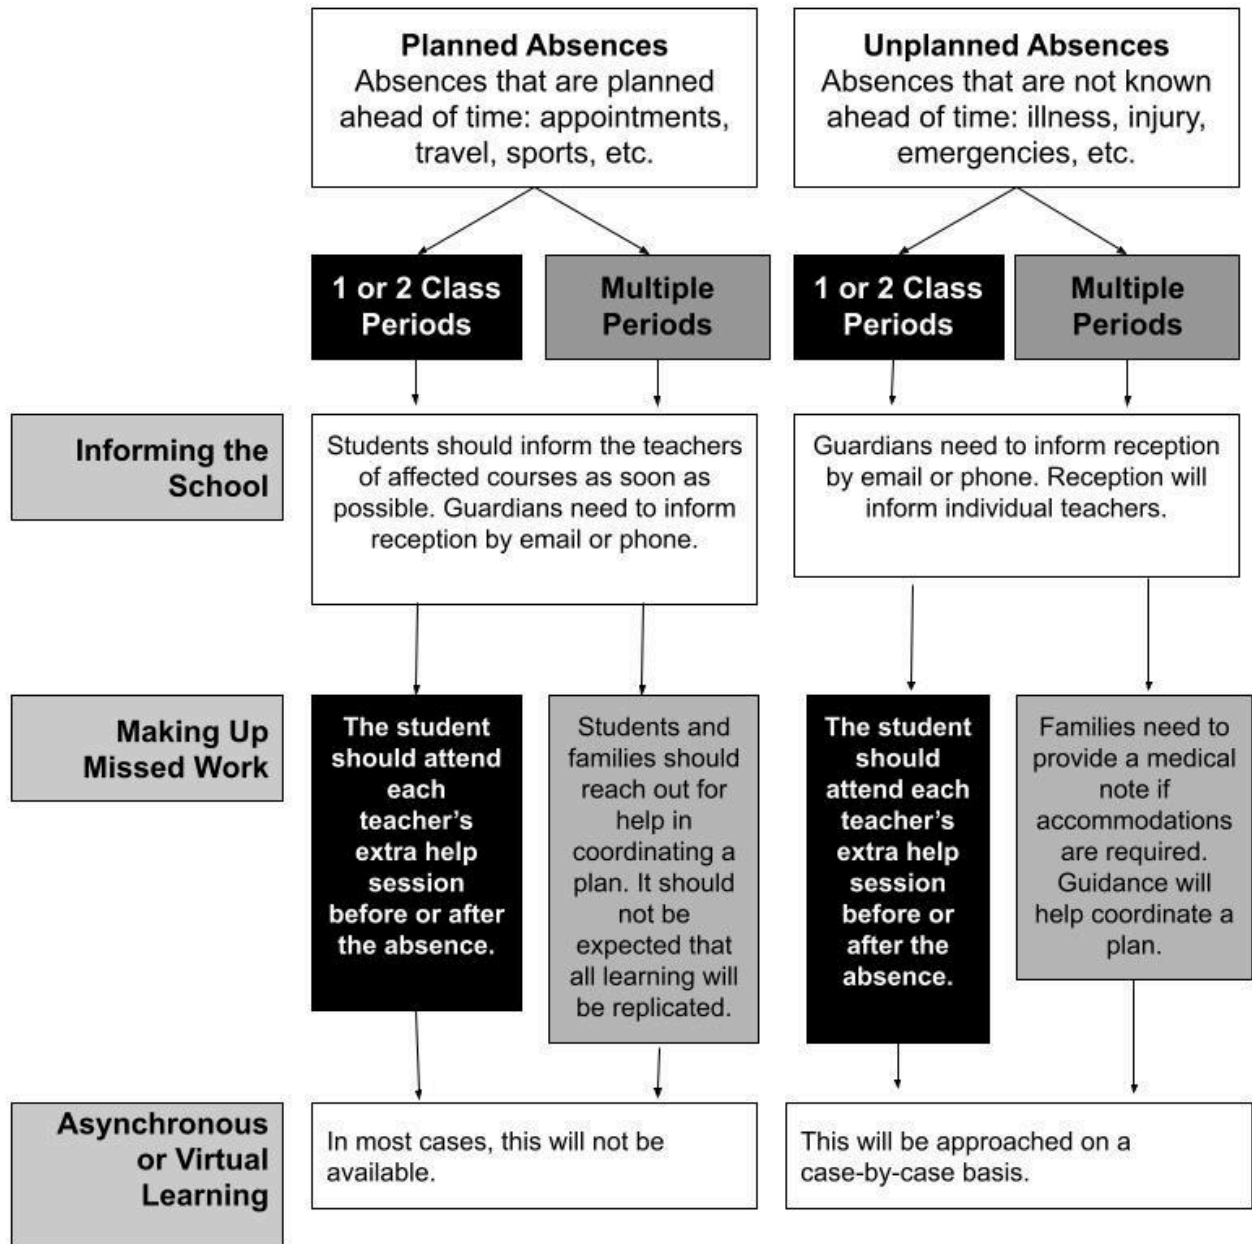 Planned Absences
Absences that are planned
ahead of time: appointments,
travel, sports, etc.
Unplanned Absences
Absences that are not known
ahead of time: illness, injury,
emergencies, etc.
1 or 2 Class
Periods
Multiple
Periods
1 or 2 Class
Periods
Multiple
Periods
Informing the
School
Students should inform the teachers
of affected courses as soon as
possible. Guardians need to inform
reception by email or phone.
Guardians need to inform reception
by email or phone. Reception will
inform individual teachers.
Making Up
Missed Work
The student
should attend
each
teacher’s
extra help
session
before or after
the absence.
Students and
families should
reach out for
help in
coordinating a
plan. It should
not be
expected that
all learning will
be replicated.
The student
should
attend each
teacher’s
extra help
session
before or
after the
absence.
Families need to
provide a medical
note if
accommodations
are required.
Guidance will
help coordinate a
plan.
Asynchronous
or Virtual
Learning
In most cases, this will not be
available.
This will be approached on a
case-by-case basis.